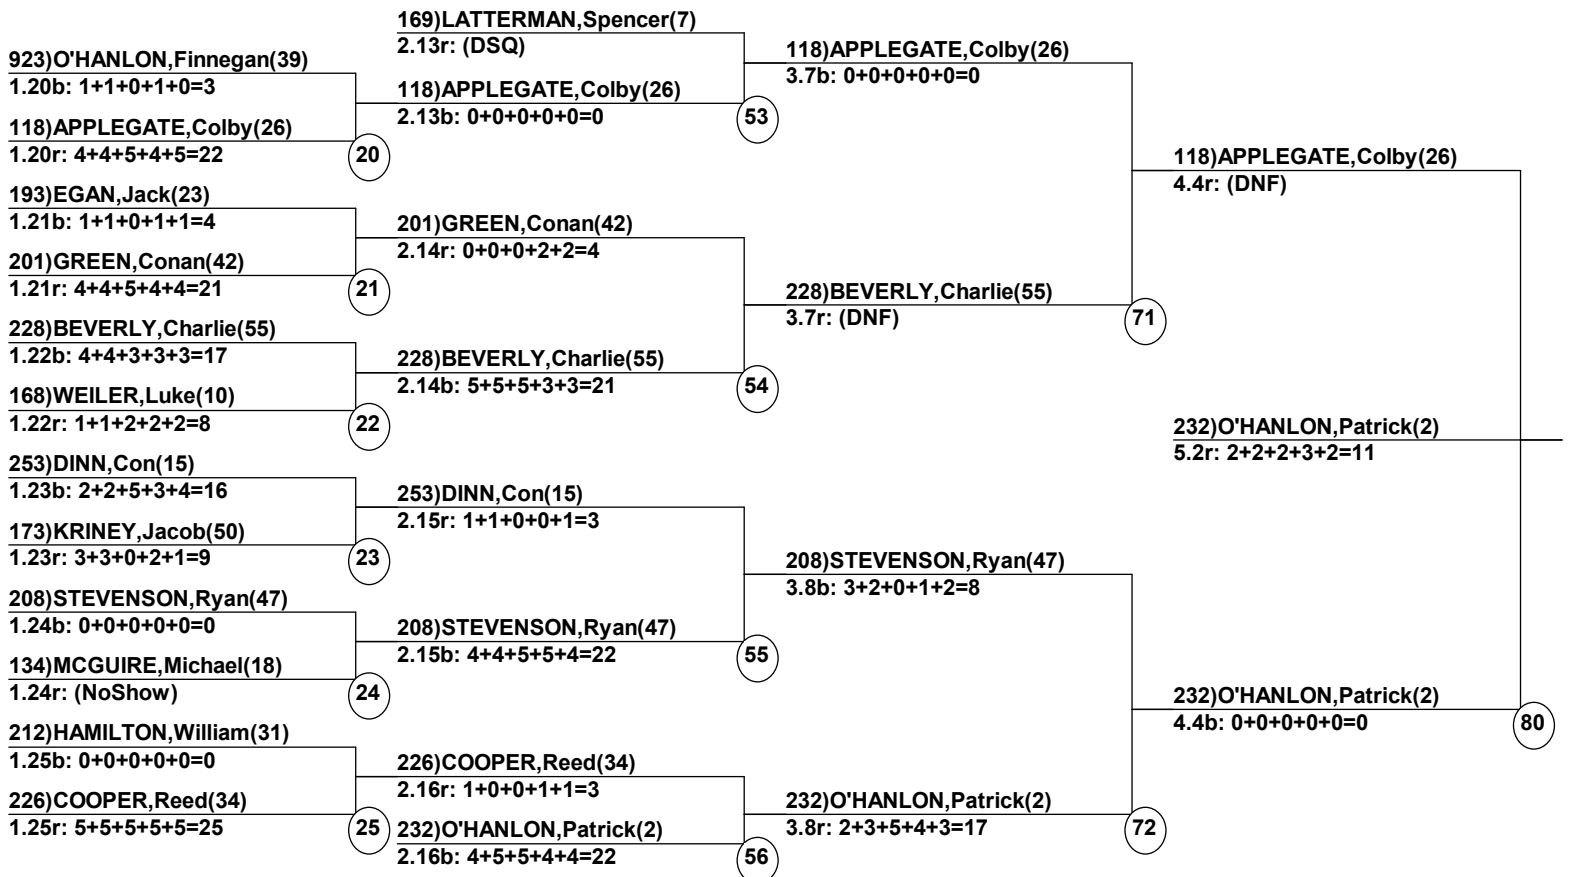 923)O'HANLON,Finnegan(39)
1.20b: 1+1+0+1+0=3
118)APPLEGATE,Colby(26)
1.20r: 4+4+5+4+5=22
20
193)EGAN,Jack(23)
1.21b: 1+1+0+1+1=4
201)GREEN,Conan(42)
1.21r: 4+4+5+4+4=21
21
228)BEVERLY,Charlie(55)
1.22b: 4+4+3+3+3=17
168)WEILER,Luke(10)
1.22r: 1+1+2+2+2=8
22
253)DINN,Con(15)
1.23b: 2+2+5+3+4=16
173)KRINEY,Jacob(50)
1.23r: 3+3+0+2+1=9
23
208)STEVENSON,Ryan(47)
1.24b: 0+0+0+0+0=0
134)MCGUIRE,Michael(18)
1.24r: (NoShow)
24
212)HAMILTON,William(31)
1.25b: 0+0+0+0+0=0
226)COOPER,Reed(34)
1.25r: 5+5+5+5+5=25
25
169)LATTERMAN,Spencer(7)
2.13r: (DSQ)
118)APPLEGATE,Colby(26)
2.13b: 0+0+0+0+0=0
53
201)GREEN,Conan(42)
2.14r: 0+0+0+2+2=4
228)BEVERLY,Charlie(55)
2.14b: 5+5+5+3+3=21
54
253)DINN,Con(15)
2.15r: 1+1+0+0+1=3
208)STEVENSON,Ryan(47)
2.15b: 4+4+5+5+4=22
55
226)COOPER,Reed(34)
2.16r: 1+0+0+1+1=3
232)O'HANLON,Patrick(2)
2.16b: 4+5+5+4+4=22
56
118)APPLEGATE,Colby(26)
3.7b: 0+0+0+0+0=0
228)BEVERLY,Charlie(55)
3.7r: (DNF)
71
208)STEVENSON,Ryan(47)
3.8b: 3+2+0+1+2=8
232)O'HANLON,Patrick(2)
3.8r: 2+3+5+4+3=17
72
118)APPLEGATE,Colby(26)
4.4r: (DNF)
232)O'HANLON,Patrick(2)
5.2r: 2+2+2+3+2=11
232)O'HANLON,Patrick(2)
4.4b: 0+0+0+0+0=0
80